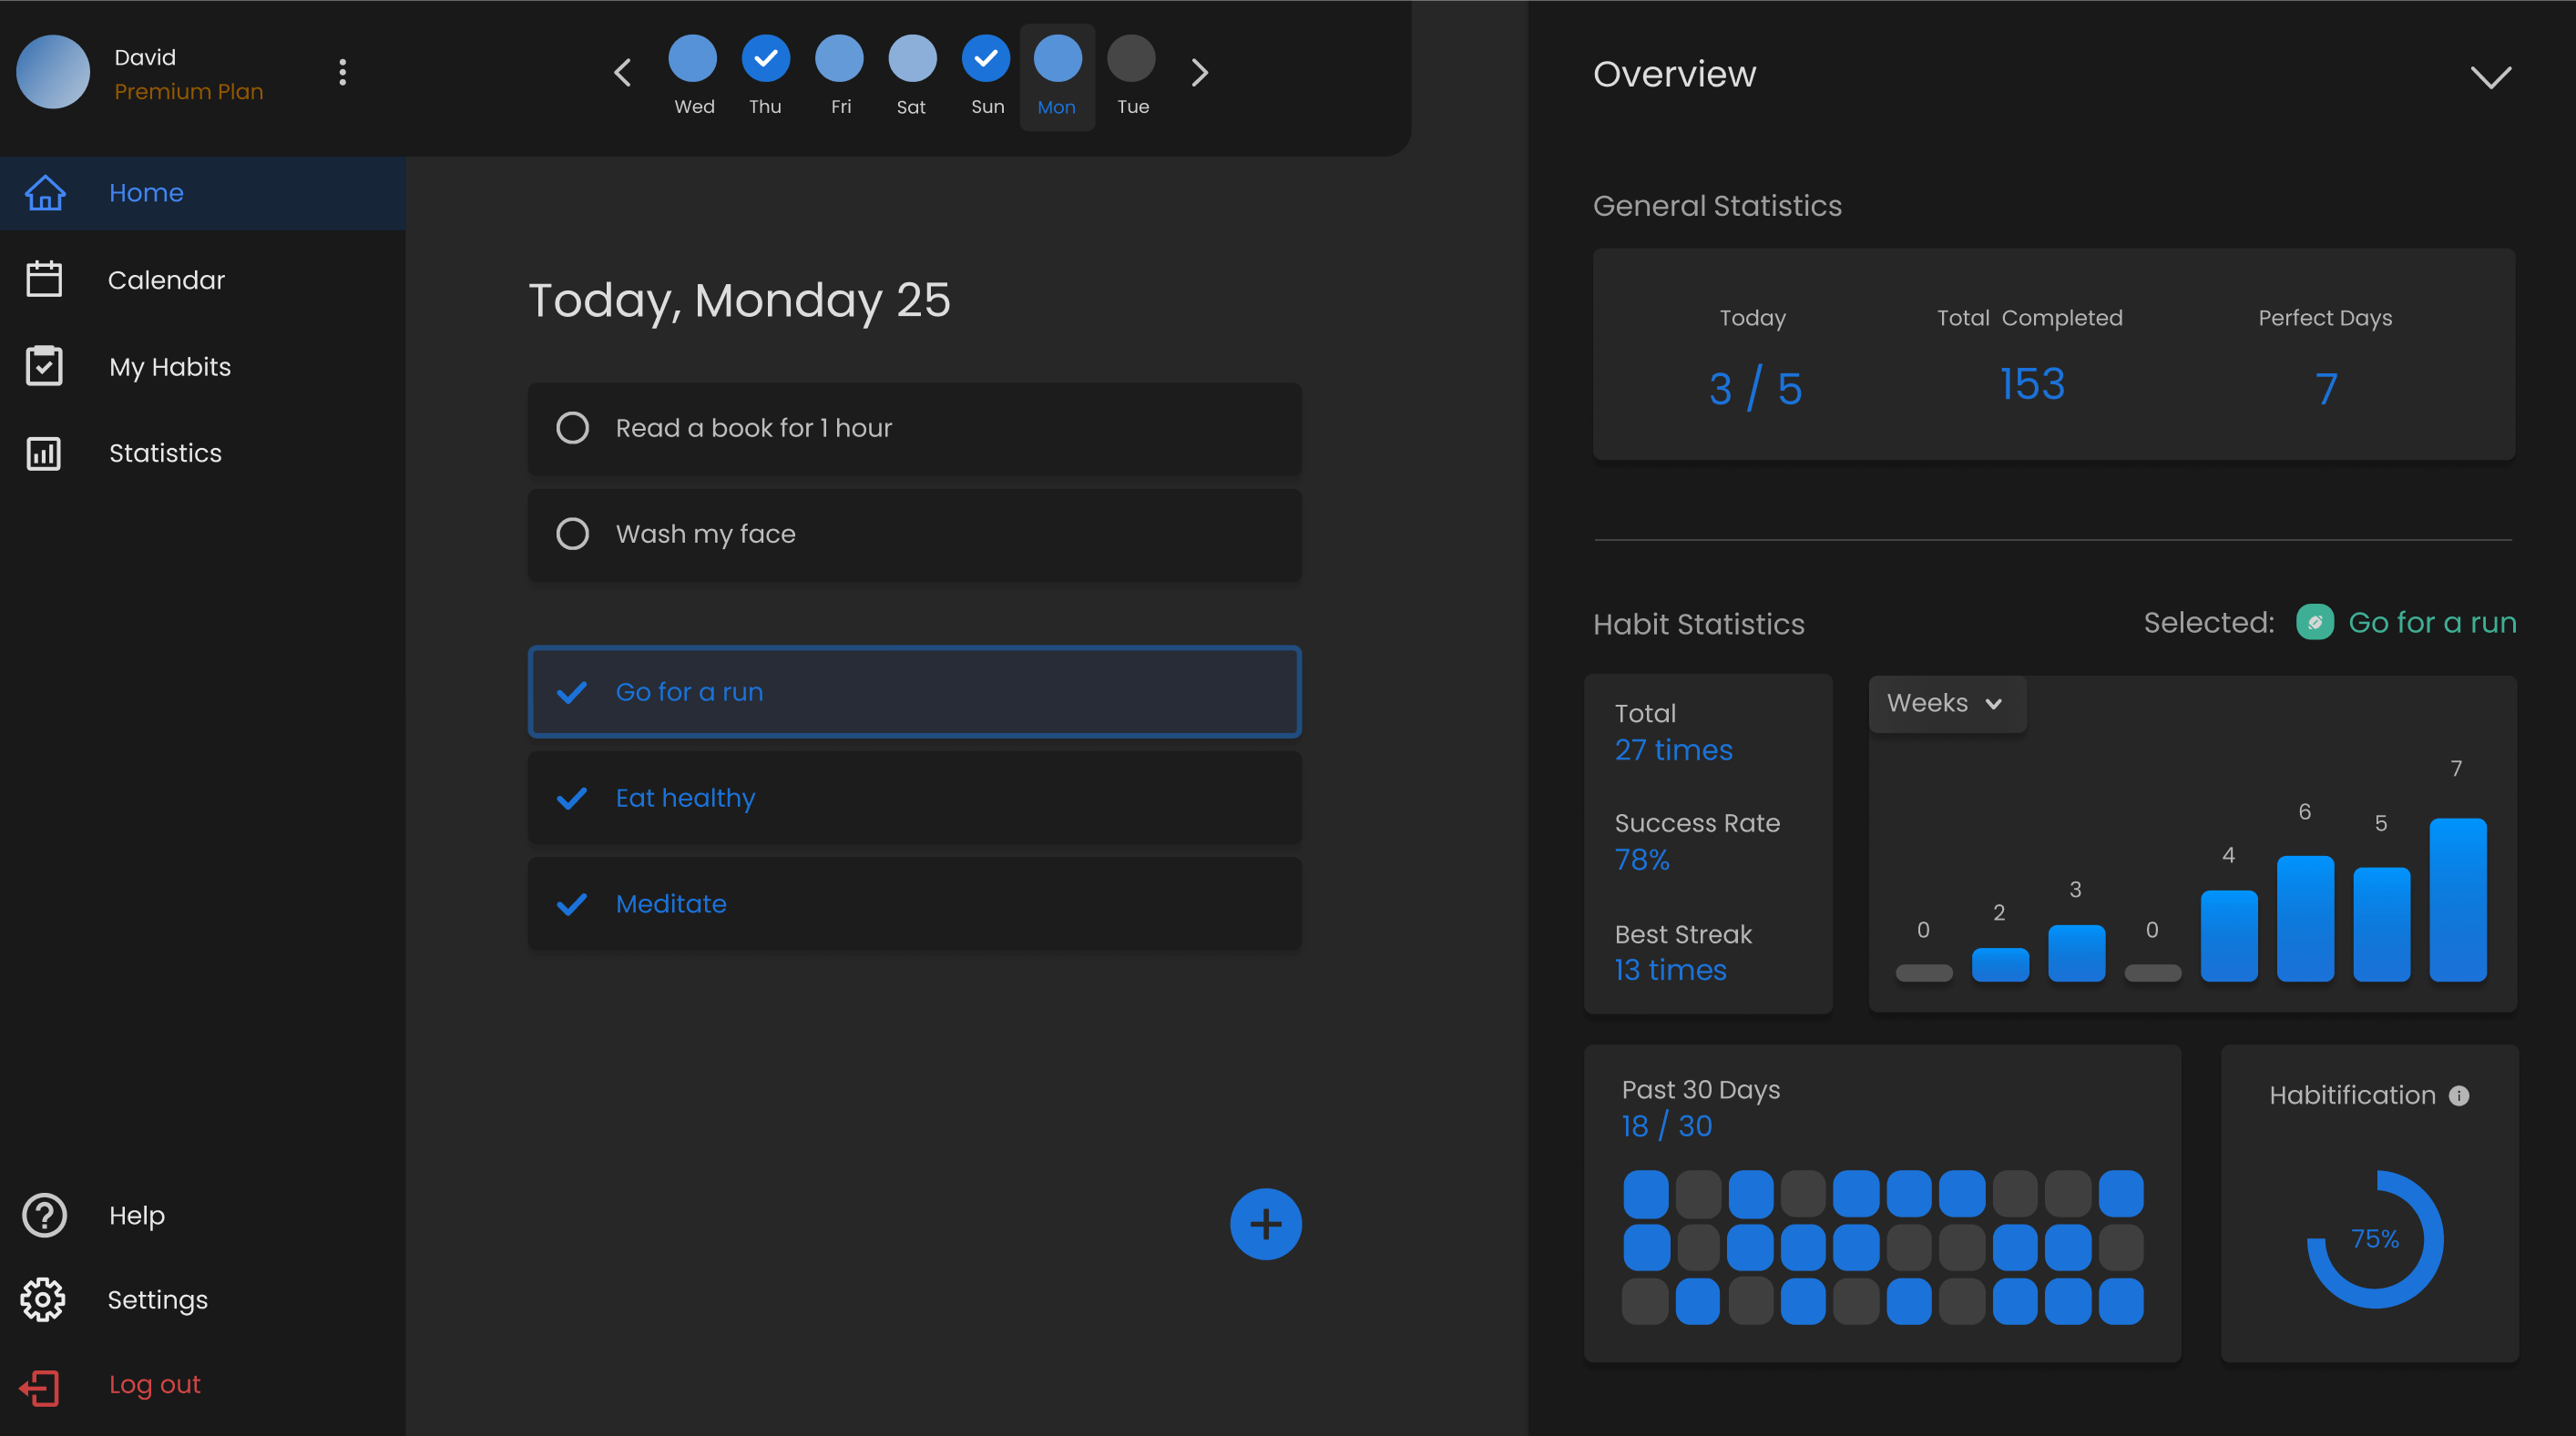 David
Premium Plan
Wed Thu Fri Sat Sun Mon Tue
Home
Calendar
My Habits
Statistics
Help
Settings
Log out
Today, Monday 25
Read a book for 1 hour
Wash my face
Go for a run
Eat healthy
Meditate
Overview
General Statistics
Today Total Completed Perfect Days
3 / 5 153 7
Habit Statistics
Selected: Go for a run
Total
27 times
Success Rate
78%
Best Streak
13 times
Weeks
0 2 3 0 4 6 5 7
Past 30 Days
18 / 30
Habitification
75%